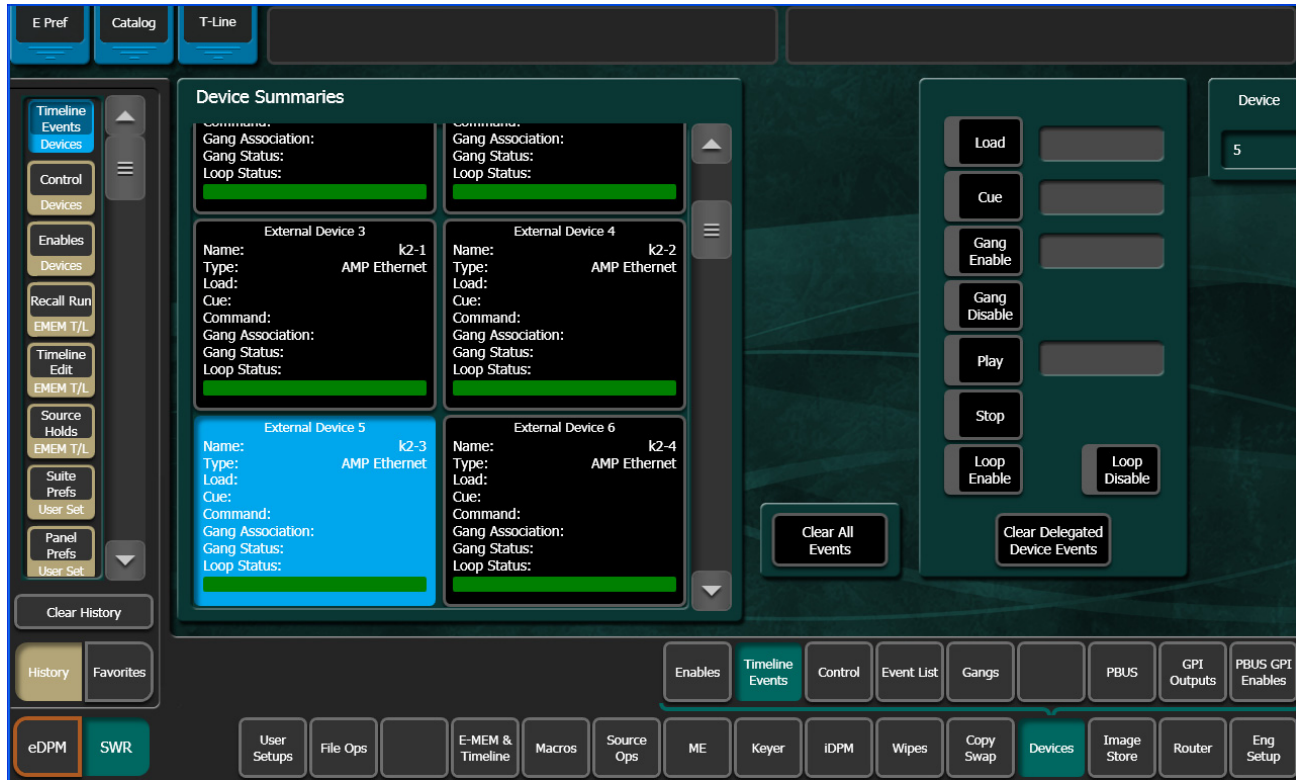 E Pref
Catalog
T-Line
Timeline
Events
Devices
Control
Devices
Enables
Devices
Recall Run
EMEM T/L
Timeline
Edit
EMEM T/L
Source
Holds
EMEM T/L
Suite
Prefs
User Set
Panel
Prefs
User Set
Clear History
History
Favorites
eDPM
SWR
Device Summaries
Command:
Gang Association:
Gang Status:
Loop Status:
Command:
Gang Association:
Gang Status:
Loop Status:
External Device 3
Name: k2-1
Type: AMP Ethernet
Load:
Cue:
Command:
Gang Association:
Gang Status:
Loop Status:
External Device 4
Name: k2-2
Type: AMP Ethernet
Load:
Cue:
Command:
Gang Association:
Gang Status:
Loop Status:
External Device 5
Name: k2-3
Type: AMP Ethernet
Load:
Cue:
Command:
Gang Association:
Gang Status:
Loop Status:
External Device 6
Name: k2-4
Type: AMP Ethernet
Load:
Cue:
Command:
Gang Association:
Gang Status:
Loop Status:
Clear All
Events
Load
Cue
Gang
Enable
Gang
Disable
Play
Stop
Loop
Enable
Loop
Disable
Clear Delegated
Device Events
Device
5
Enables
Timeline
Events
Control
Event List
Gangs
PBUS
GPI
Outputs
PBUS GPI
Enables
User
Setups
File Ops
E-MEM &
Timeline
Macros
Source
Ops
ME
Keyer
iDPM
Wipes
Copy
Swap
Devices
Image
Store
Router
Eng
Setup